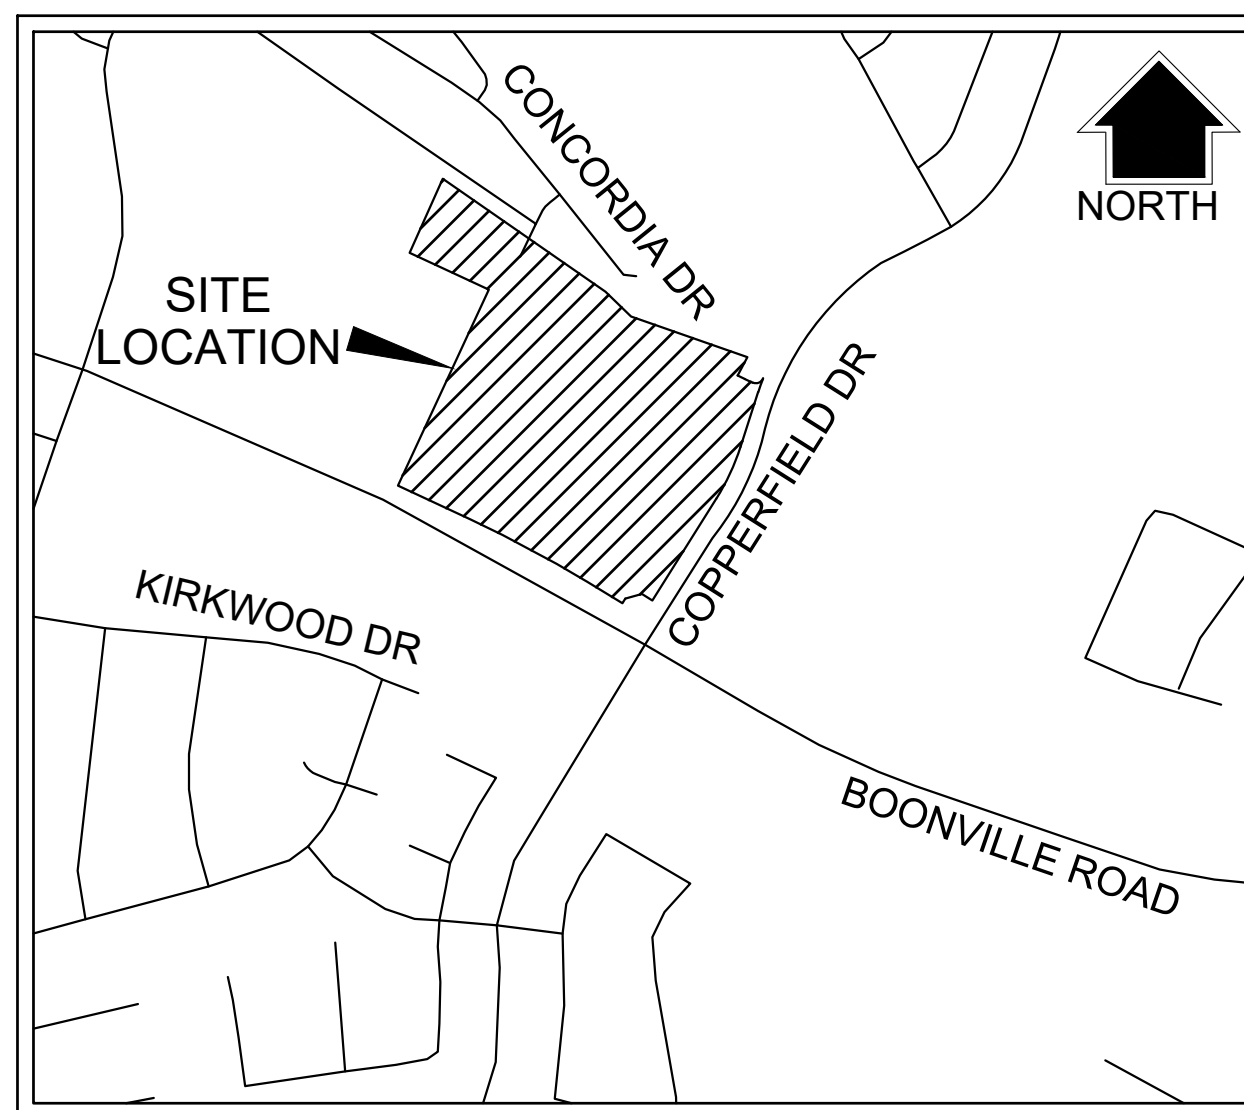 CONCORDIA DR
NORTH
SITE
LOCATION
COPPERFIELD DR
KIRKWOOD DR
BOONVILLE ROAD